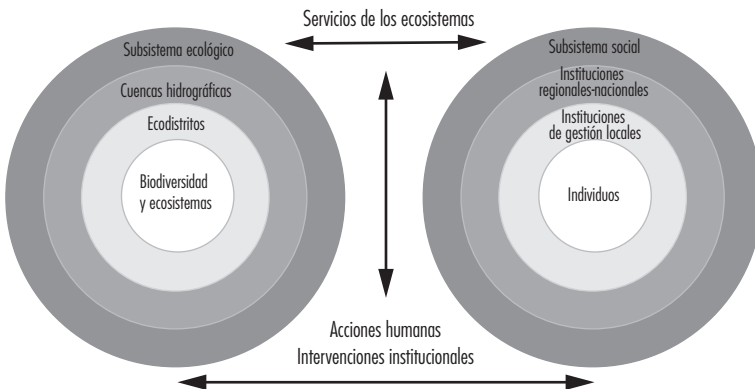 Servicios de los ecosistemas
Subsistema ecológico
Cuencas hidrográficas
Ecodistritos
Biodiversidad
y ecosistemas
Subsistema social
Instituciones
regionales-nacionales
Instituciones
de gestión locales
Individuos
Acciones humanas
Intervenciones institucionales